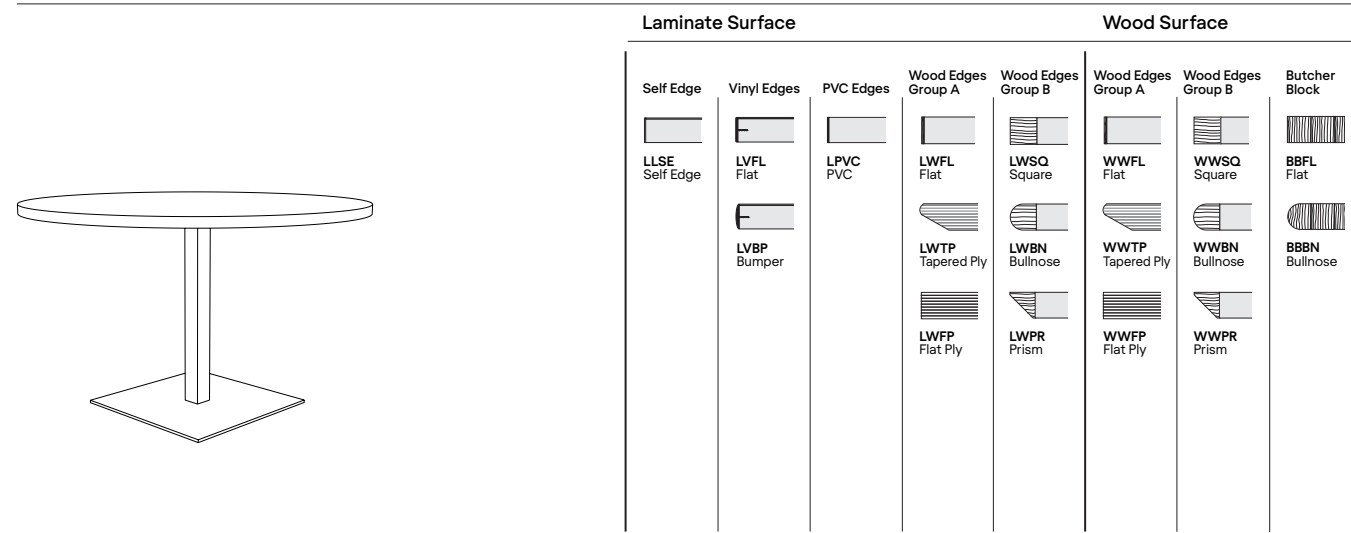 Laminate Surface
Wood Surface
Self Edge
Vinyl Edges
PVC Edges
Wood Edges
Group A
Wood Edges
Group B
Wood Edges
Group A
Wood Edges
Group B
Butcher
Block
LLSE
Self Edge
LVFL
Flat
LPVC
PVC
LWFL
Flat
LWSQ
Square
WWFL
Flat
WWSQ
Square
BBFL
Flat
LVBP
Bumper
LWTP
Tapered Ply
LWBN
Bullnose
WWTP
Tapered Ply
WWBN
Bullnose
BBBN
Bullnose
LWFP
Flat Ply
LWPR
Prism
WWFP
Flat Ply
WWPR
Prism